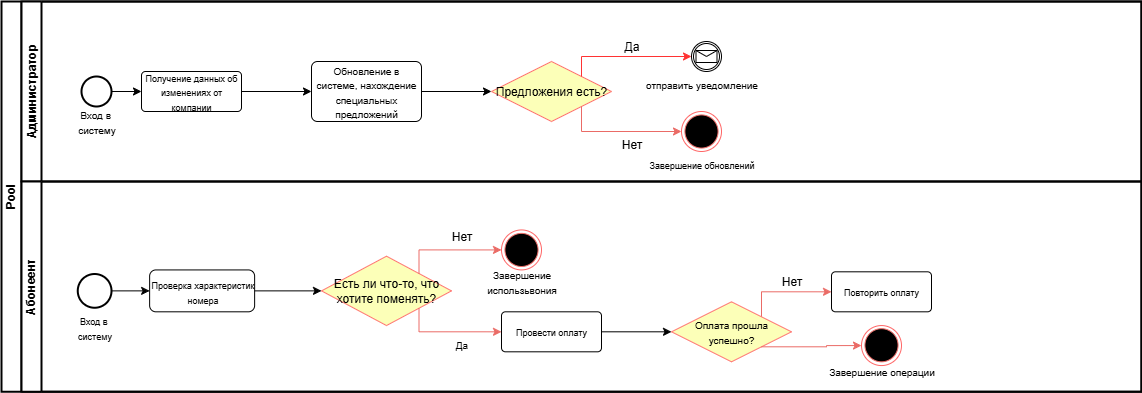 Pool
Администратор
Вход в
систему
Получение данных об
изменениях от
компании
Обновление в
системе, нахождение
специальных
предложений
Предложения есть?
Да
отправить уведомление
Нет
Завершение обновлений
Абонеент
Вход в
систему
Проверка характеристик
номера
Есть ли что-то, что
хотите поменять?
Нет
Завершение
использьвония
Да
Провести оплату
Оплата прошла
успешно?
Нет
Повторить оплату
Завершение операции